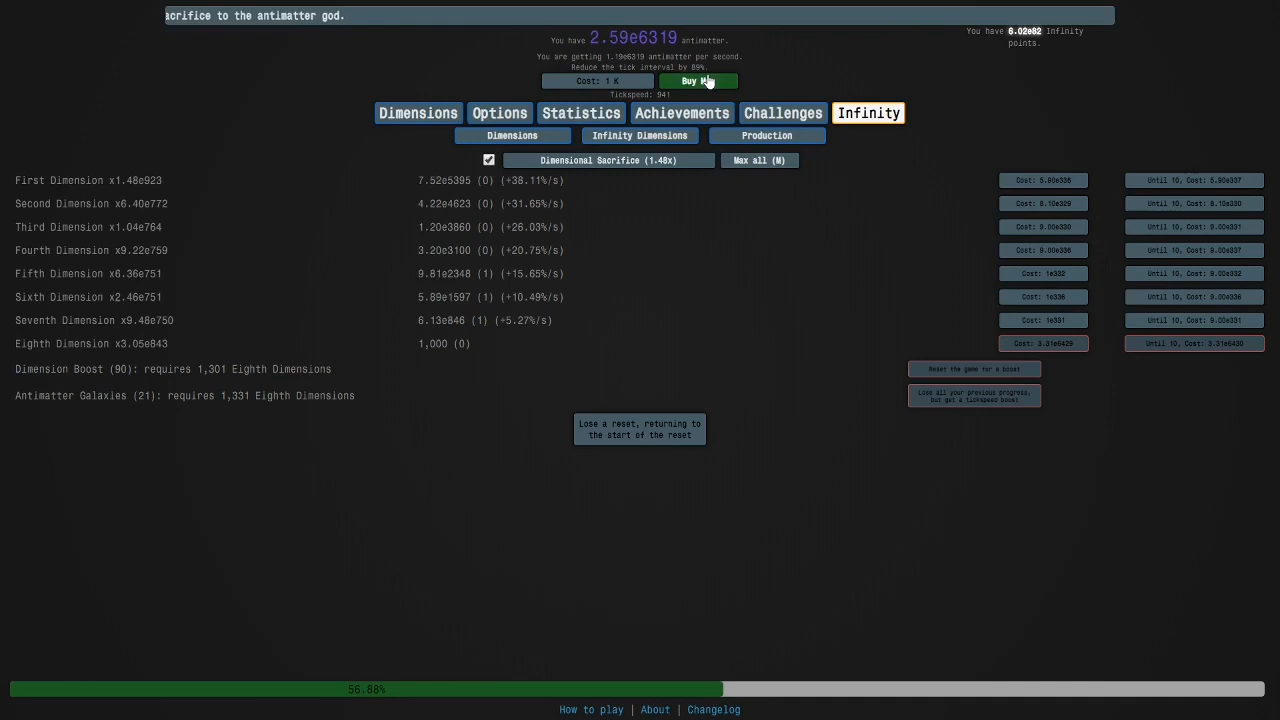 acrifice to the antimatter god.
You have 2.59e6319 antimatter.
You have 6.02e82 Infinity
points.
You are getting 1.19e6319 antimatter per second.
Reduce the tick interval by 89%.
Cost: 1 K
Buy
Tickspeed: 941
Dimensions Options Statistics Achievements Challenges Infinity
Dimensions Infinity Dimensions Production
Dimensional Sacrifice (1.48x) Max all (M)
First Dimension x1.48e923 7.52e5395 (0) (+38.11%/s) Cost: 5.90e336 Until 10, Cost: 5.90e337
Second Dimension x6.40e772 4.22e4623 (0) (+31.65%/s) Cost: 8.10e329 Until 10, Cost: 8.10e330
Third Dimension x1.04e764 1.20e3860 (0) (+26.03%/s) Cost: 9.00e330 Until 10, Cost: 9.00e331
Fourth Dimension x9.22e759 3.20e3100 (0) (+20.75%/s) Cost: 9.00e336 Until 10, Cost: 9.00e337
Fifth Dimension x6.36e751 9.81e2348 (1) (+15.65%/s) Cost: 1e332 Until 10, Cost: 9.00e332
Sixth Dimension x2.46e751 5.89e1597 (1) (+10.49%/s) Cost: 1e336 Until 10, Cost: 9.00e336
Seventh Dimension x9.48e750 6.13e846 (1) (+5.27%/s) Cost: 1e331 Until 10, Cost: 9.00e331
Eighth Dimension x3.05e843 1,000 (0) Cost: 3.31e6429 Until 10, Cost: 3.31e6430
Dimension Boost (90): requires 1,301 Eighth Dimensions Reset the game for a boost
Antimatter Galaxies (21): requires 1,331 Eighth Dimensions
Lose all your previous progress,
but get a tickspeed boost
Lose a reset, returning to
the start of the reset
56.88%
How to play | About | Changelog